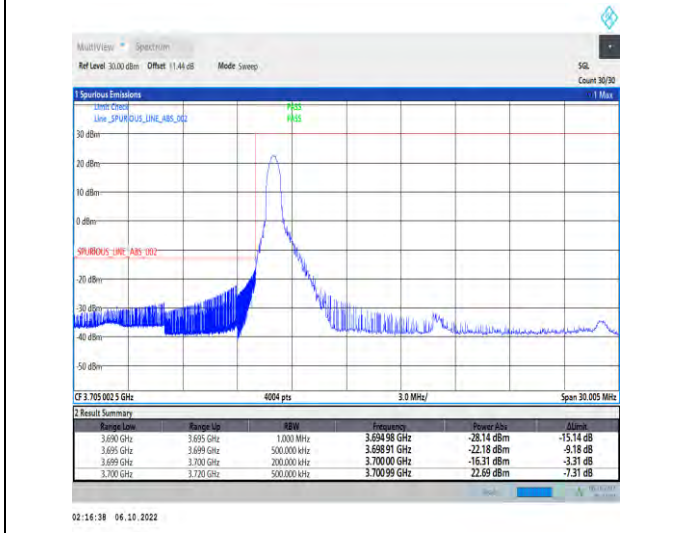 MultiView Spectrum
Ref Level 30.00 dBm Offset 11.44 dB Mode Sweep SGL
Count 30/30
1 Spurious Emissions 1 Max
Limit Check PASS
Line _SPURIOUS_LINE_ABS_002 PASS
30 dBm
20 dBm
10 dBm
0 dBm
_SPURIOUS_LINE_ABS_002
-20 dBm
-30 dBm
-40 dBm
-50 dBm
CF 3.705 002 5 GHz 4004 pts 3.0 MHz/ Span 30.005 MHz
2 Result Summary
Range Low Range Up RBW Frequency Power Abs ΔLimit
3.690 GHz 3.695 GHz 1.000 MHz 3.694 98 GHz -28.14 dBm -15.14 dB
3.695 GHz 3.699 GHz 500.000 kHz 3.698 91 GHz -22.18 dBm -9.18 dB
3.699 GHz 3.700 GHz 200.000 kHz 3.700 00 GHz -16.31 dBm -3.31 dB
3.700 GHz 3.720 GHz 500.000 kHz 3.700 99 GHz 22.69 dBm -7.31 dB
02:16:38 06.10.2022